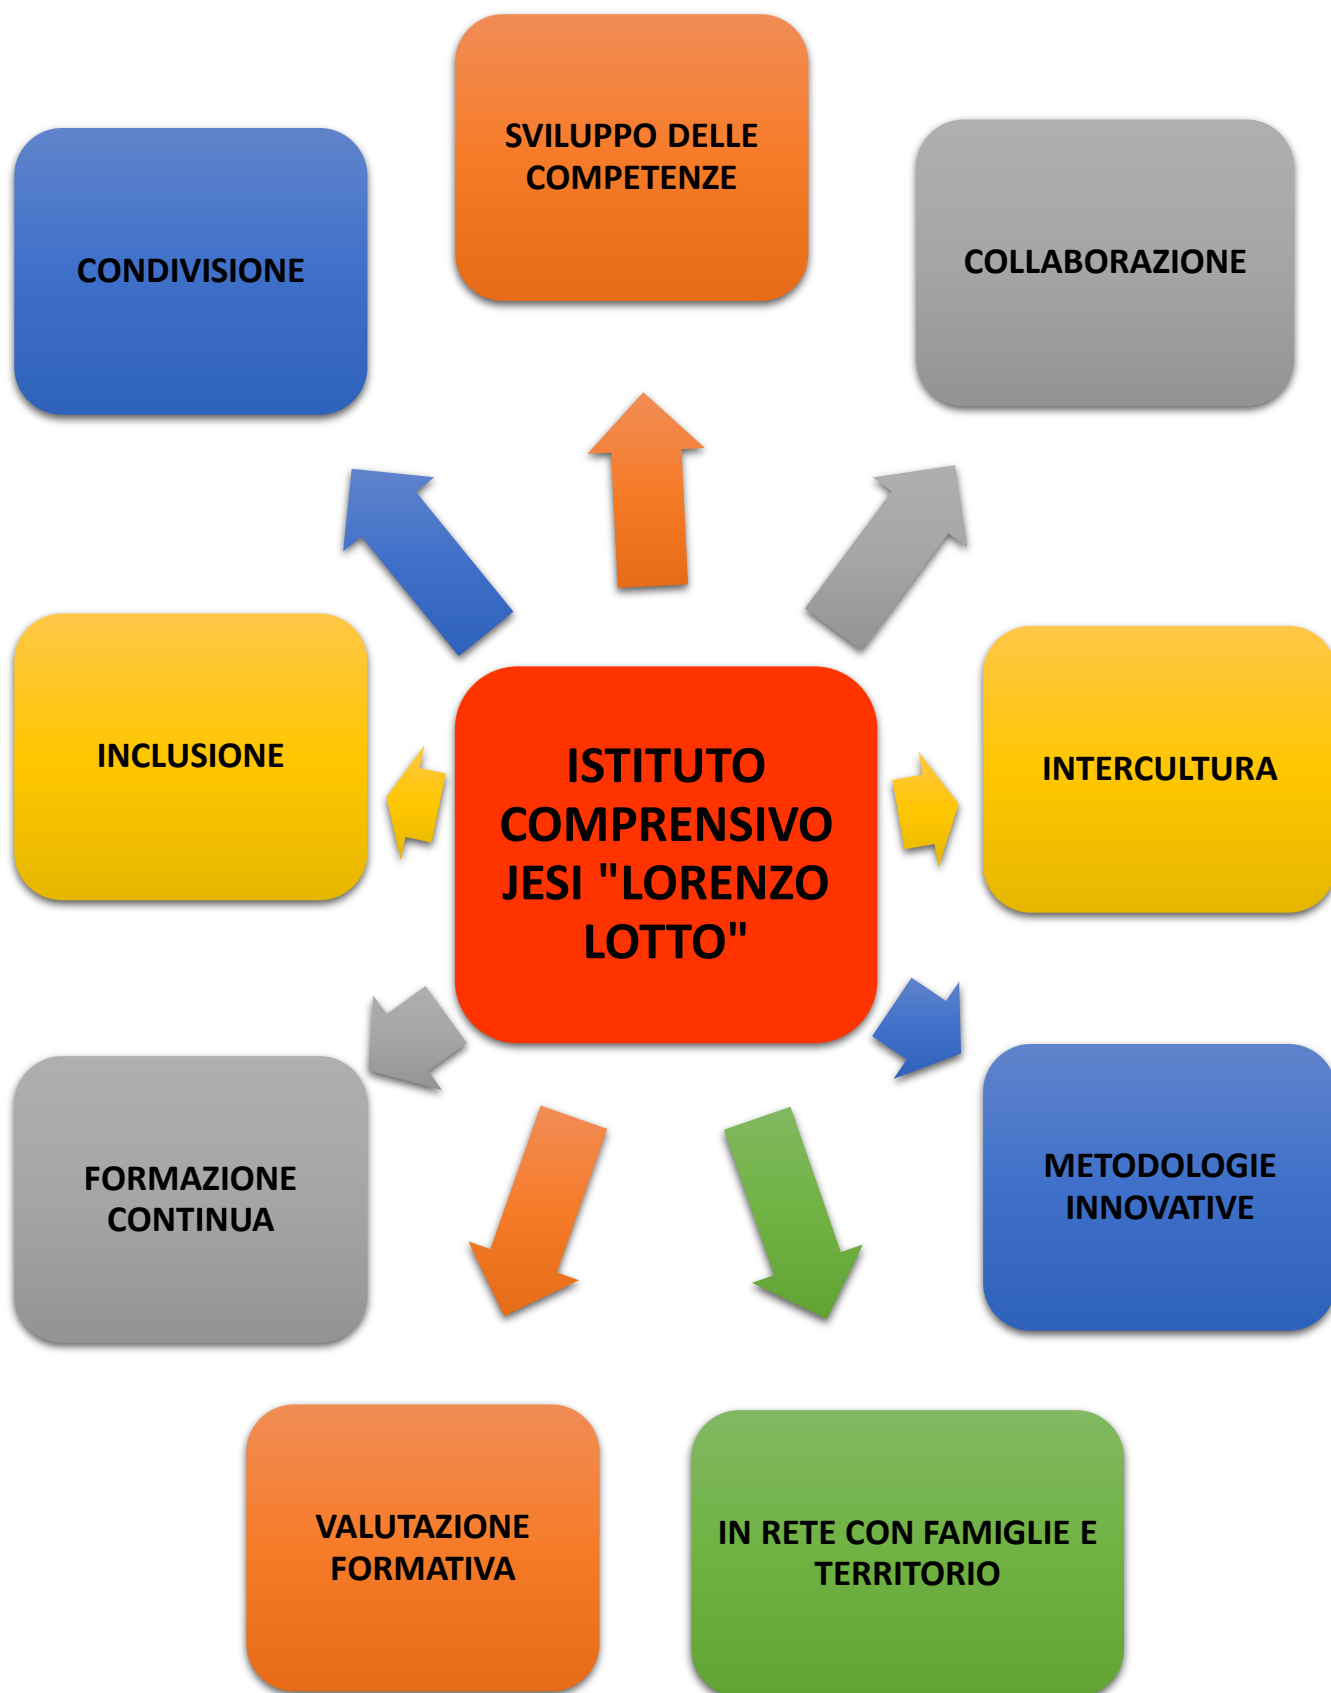 SVILUPPO DELLE
COMPETENZE
CONDIVISIONE
COLLABORAZIONE
INCLUSIONE
ISTITUTO
COMPRENSIVO
JESI "LORENZO
LOTTO"
INTERCULTURA
FORMAZIONE
CONTINUA
METODOLOGIE
INNOVATIVE
VALUTAZIONE
FORMATIVA
IN RETE CON FAMIGLIE E
TERRITORIO